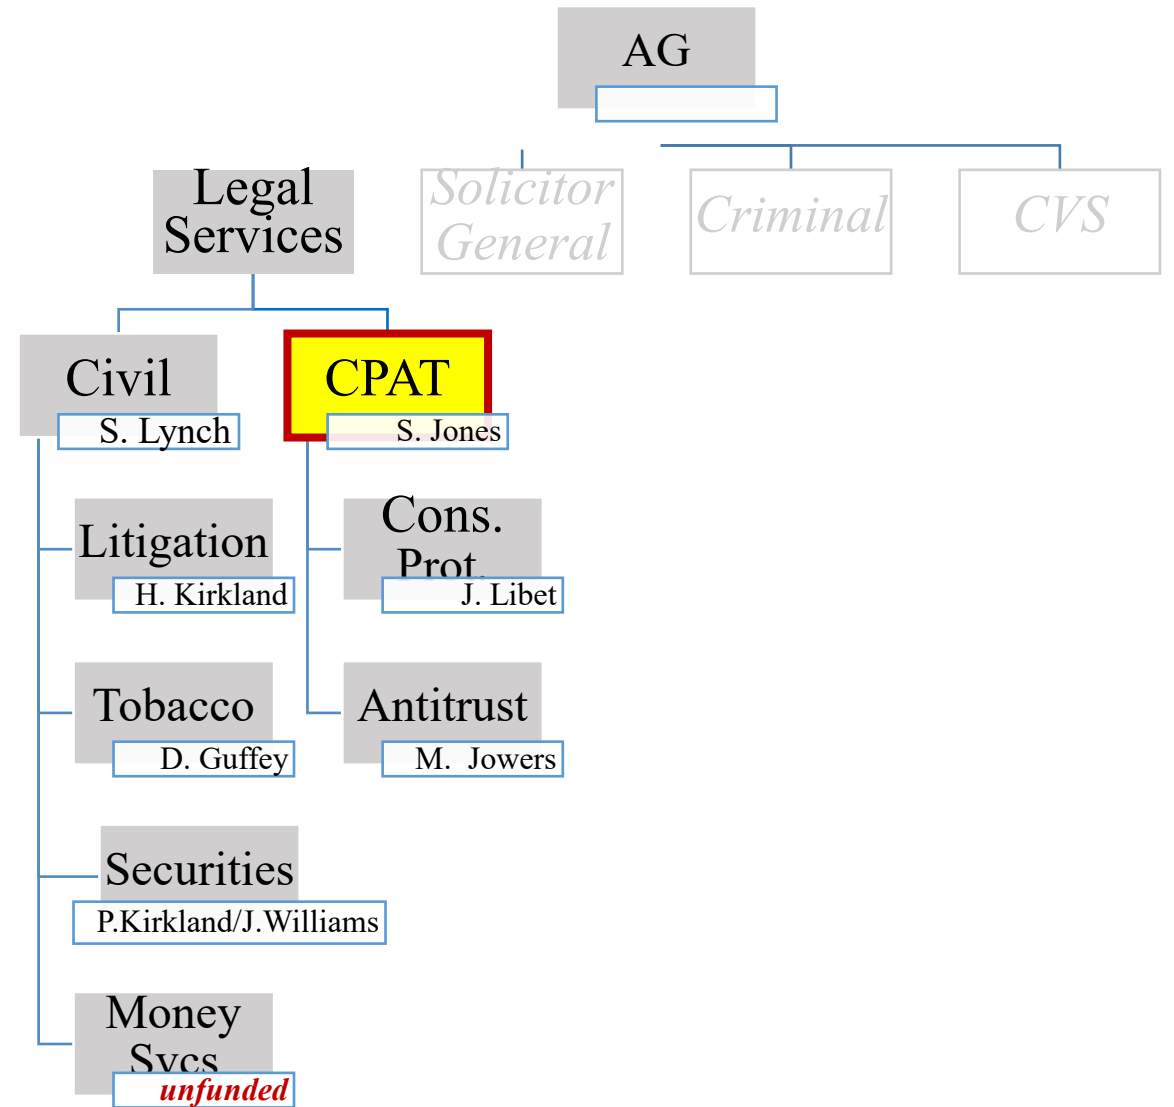 AG
Legal
Services
Solicitor
General
Criminal
CVS
Civil
S. Lynch
CPAT
S. Jones
Litigation
H. Kirkland
Cons.
Prot.
J. Libet
Tobacco
D. Guffey
Antitrust
M. Jowers
Securities
P.Kirkland/J.Williams
Money
Svcs
unfunded